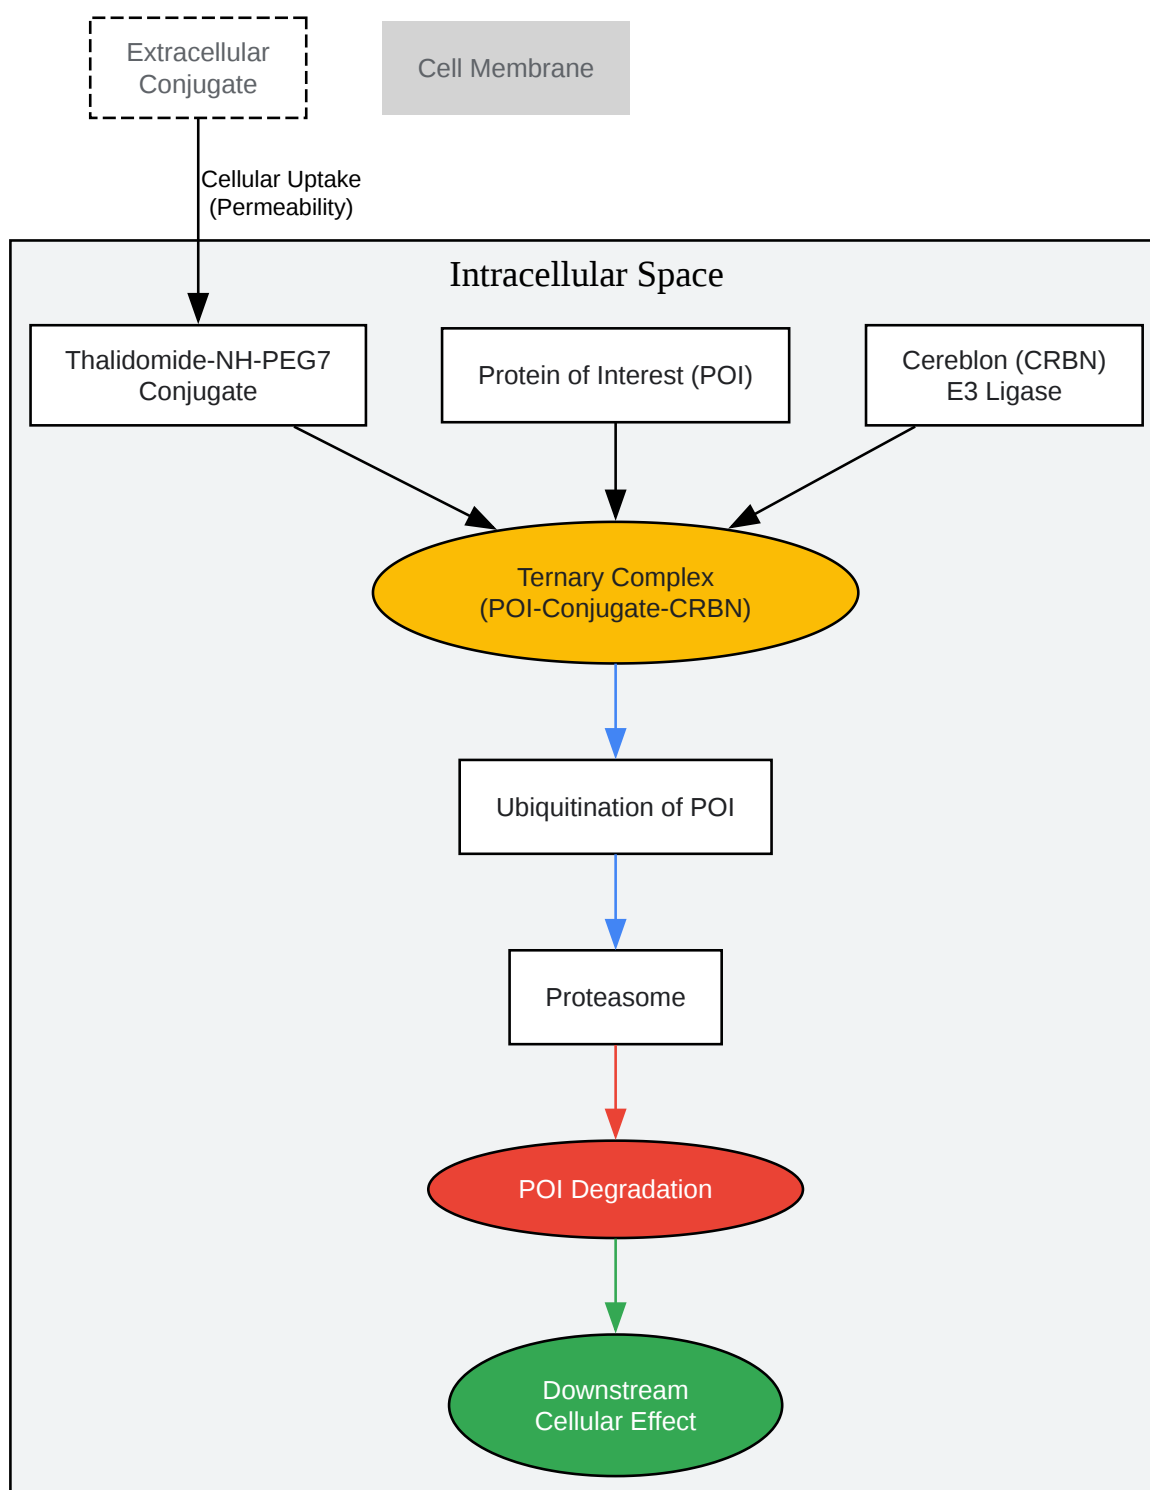 Extracellular
Conjugate
Cell Membrane
Cellular Uptake
(Permeability)
Intracellular Space
Thalidomide-NH-PEG7
Conjugate
Protein of Interest (POI)
Cereblon (CRBN)
E3 Ligase
Ternary Complex
(POI-Conjugate-CRBN)
Ubiquitination of POI
Proteasome
POI Degradation
Downstream
Cellular Effect